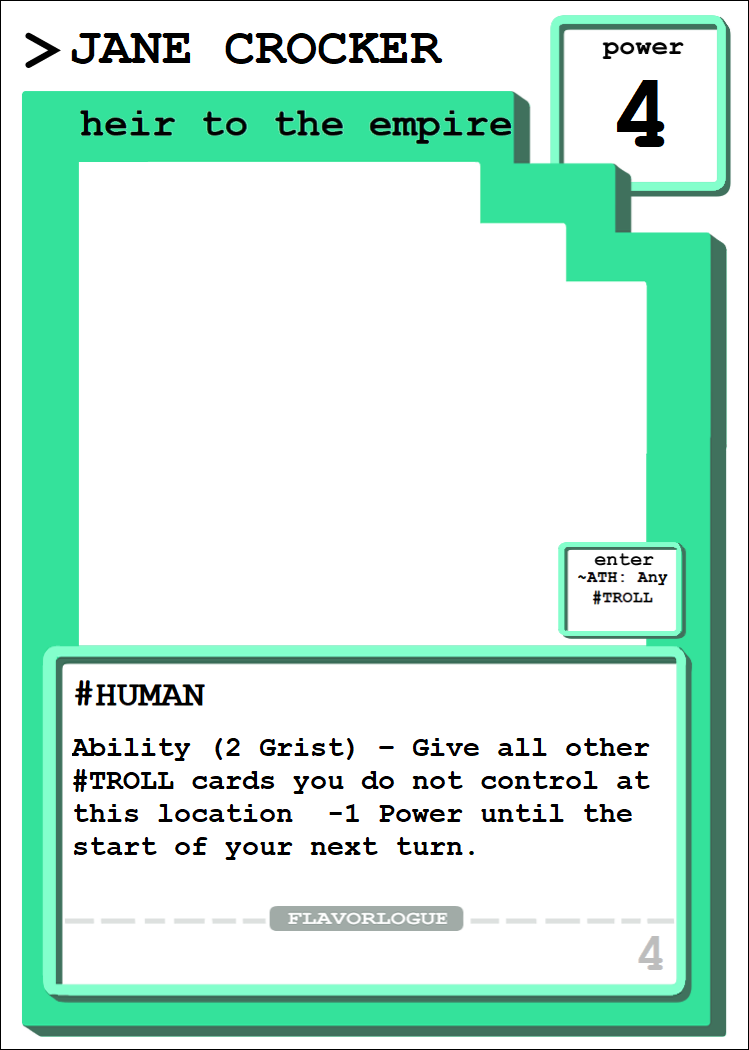 >JANE CROCKER
power
4
heir to the empire
enter
~ATH: Any
#TROLL
#HUMAN
Ability (2 Grist) – Give all other
#TROLL cards you do not control at
this location  -1 Power until the
start of your next turn.
FLAVORLOGUE
4